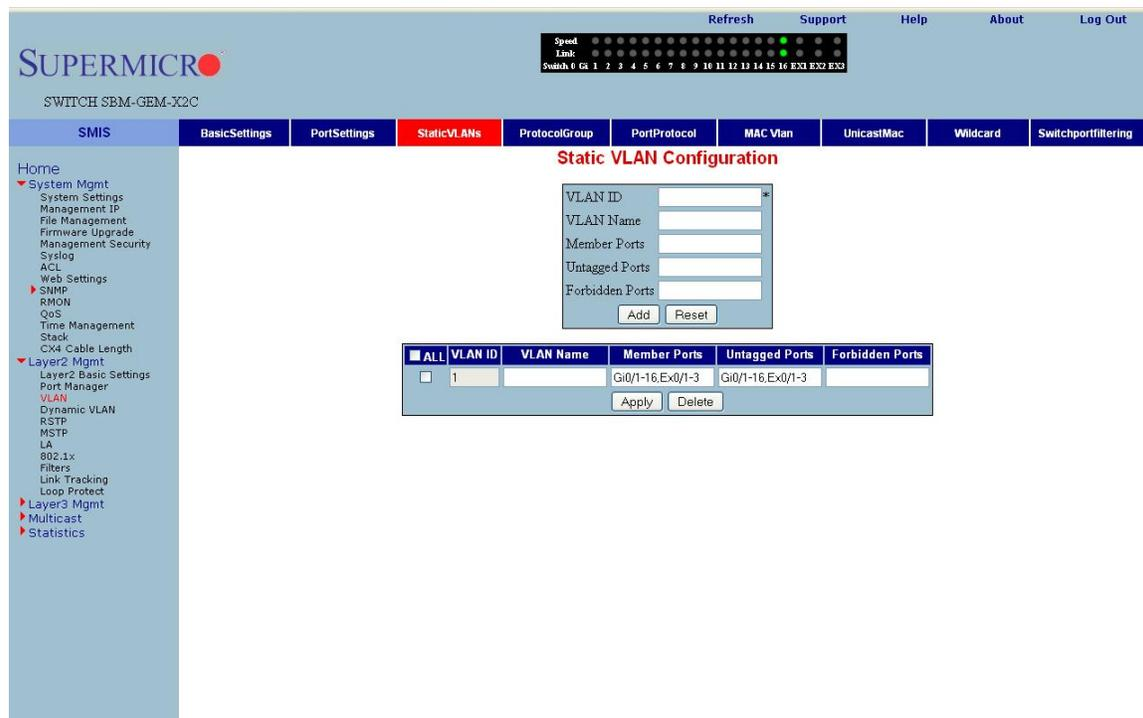 Refresh Support Help About Log Out
Speed
Link
Switch 0 Gi 1 2 3 4 5 6 7 8 9 10 11 12 13 14 15 16 EX1 EX2 EX3
SUPERMICRO
SWITCH SBM-GEM-X2C
SMIS BasicSettings PortSettings StaticVLANs ProtocolGroup PortProtocol MAC Vlan UnicastMac Wildcard Switchportfiltering
Home
System Mgmt
System Settings
Management IP
File Management
Firmware Upgrade
Management Security
Syslog
ACL
Web Settings
SNMP
RMON
QoS
Time Management
Stack
CX4 Cable Length
Layer2 Mgmt
Layer2 Basic Settings
Port Manager
VLAN
Dynamic VLAN
RSTP
MSTP
LA
802.1x
Filters
Link Tracking
Loop Protect
Layer3 Mgmt
Multicast
Statistics
Static VLAN Configuration
VLAN ID *
VLAN Name
Member Ports
Untagged Ports
Forbidden Ports
Add Reset
ALL VLAN ID VLAN Name Member Ports Untagged Ports Forbidden Ports
1 Gi0/1-16,Ex0/1-3 Gi0/1-16,Ex0/1-3
Apply Delete